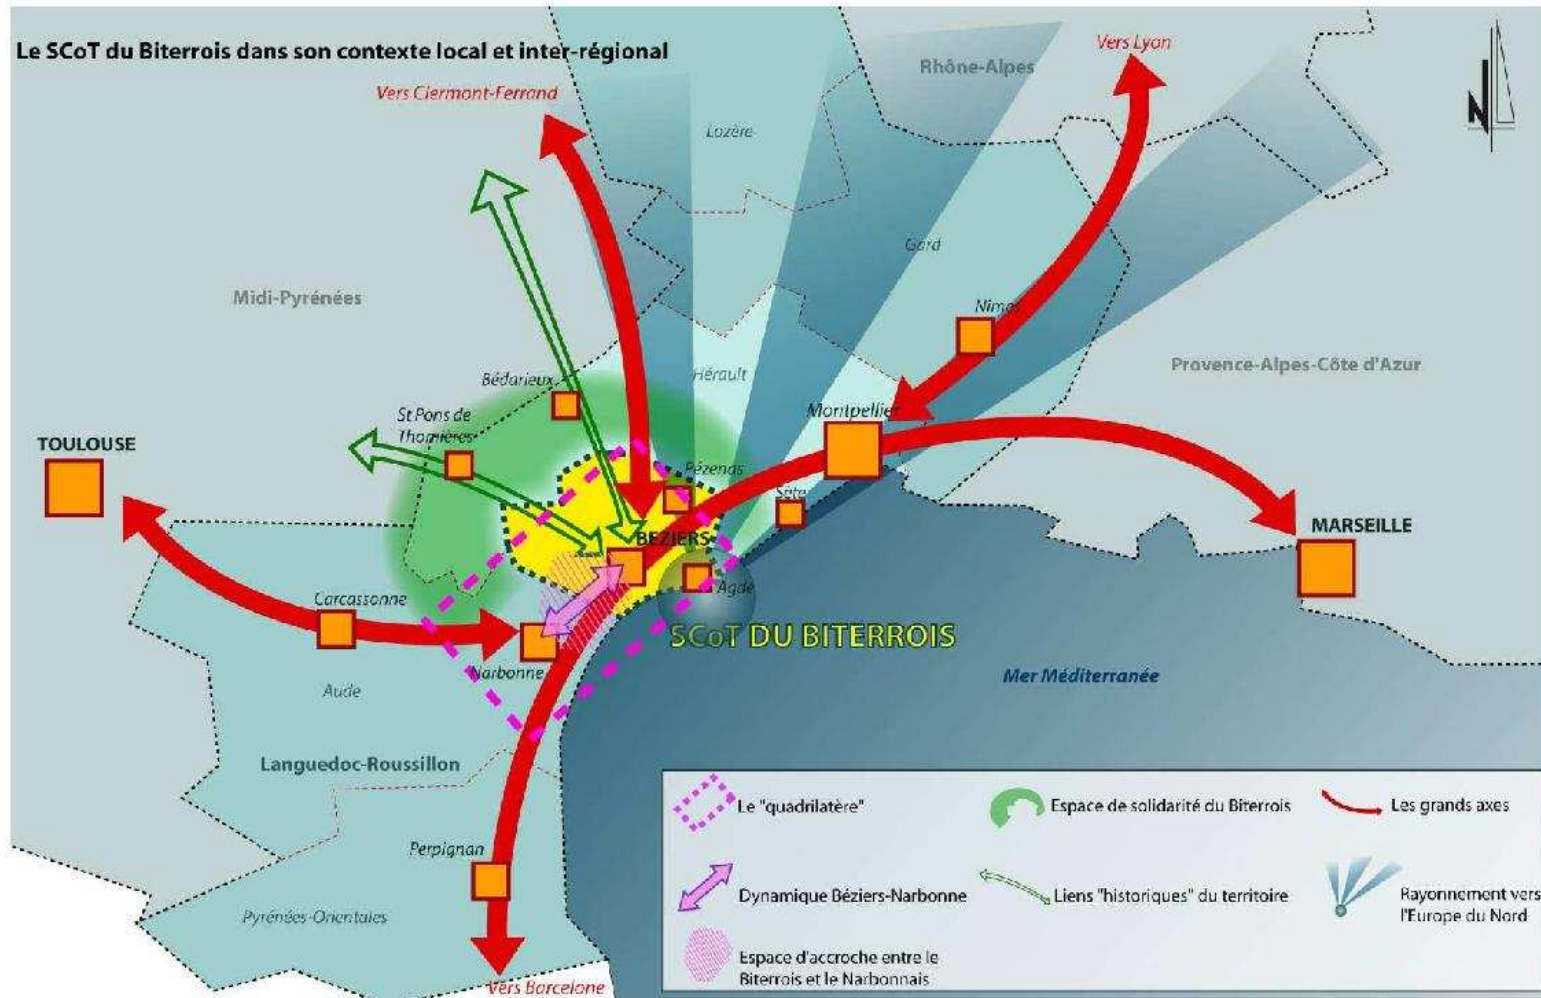 Le SCoT du Biterrois dans son contexte local et inter-régional
Vers Lyon
Rhône-Alpes
Vers Clermont-Ferrand
N
Lozère
Gard
Midi-Pyrénées
Nîmes
Provence-Alpes-Côte d'Azur
Hérault
Bédarieux
Montpellier
St Pons de
Thomières
TOULOUSE
Pézenas
Sète
MARSEILLE
BEZIERS
Agde
Carcassonne
SCoT DU BITERROIS
Narbonne
Mer Méditerranée
Aude
Languedoc-Roussillon
Perpignan
Pyrénées-Orientales
Vers Barcelone
Le "quadrilatère"
Espace de solidarité du Biterrois
Les grands axes
Dynamique Béziers-Narbonne
Liens "historiques" du territoire
Rayonnement vers
l'Europe du Nord
Espace d'accroche entre le
Biterrois et le Narbonnais